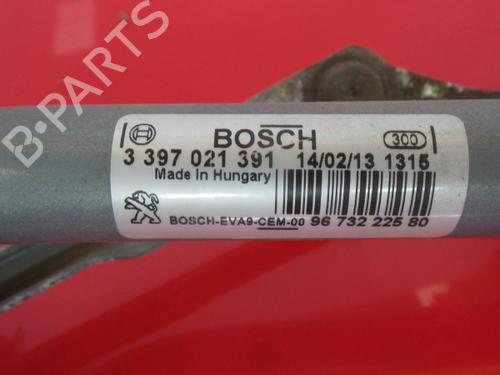 BOSCH
300
3 397 021 391 14/02/13 1315
Made in Hungary
BOSCH-EVA9-CEM-00 96 732 225 80
B-PARTS